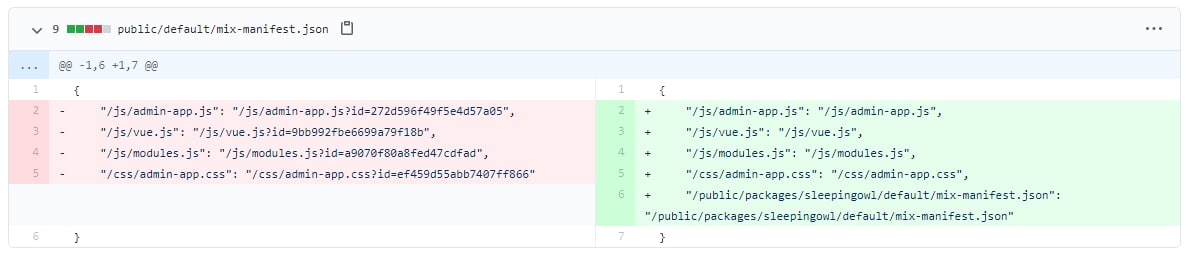 9 public/default/mix-manifest.json
... @@ -1,6 +1,7 @@
1 {
2 - "/js/admin-app.js": "/js/admin-app.js?id=272d596f49f5e4d57a05",
3 - "/js/vue.js": "/js/vue.js?id=9bb992fbe6699a79f18b",
4 - "/js/modules.js": "/js/modules.js?id=a9070f80a8fed47cdfad",
5 - "/css/admin-app.css": "/css/admin-app.css?id=ef459d55abb7407ff866"
6 }
1 {
2 + "/js/admin-app.js": "/js/admin-app.js",
3 + "/js/vue.js": "/js/vue.js",
4 + "/js/modules.js": "/js/modules.js",
5 + "/css/admin-app.css": "/css/admin-app.css",
6 + "/public/packages/sleepingowl/default/mix-manifest.json":
"/public/packages/sleepingowl/default/mix-manifest.json"
7 }